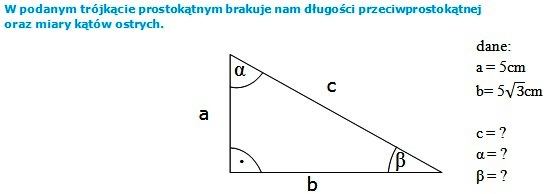 W podanym trójkącie prostokątnym brakuje nam długości przeciwprostokątnej
oraz miary kątów ostrych.
dane:
a = 5cm
b= 5√3cm
c = ?
α = ?
β = ?
α
c
a
β
b